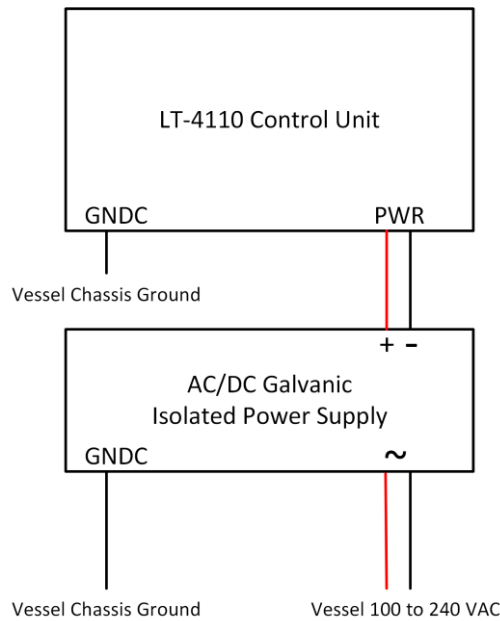 LT-4110 Control Unit
GNDC PWR
Vessel Chassis Ground
+ -
AC/DC Galvanic
Isolated Power Supply
GNDC ~
Vessel Chassis Ground Vessel 100 to 240 VAC